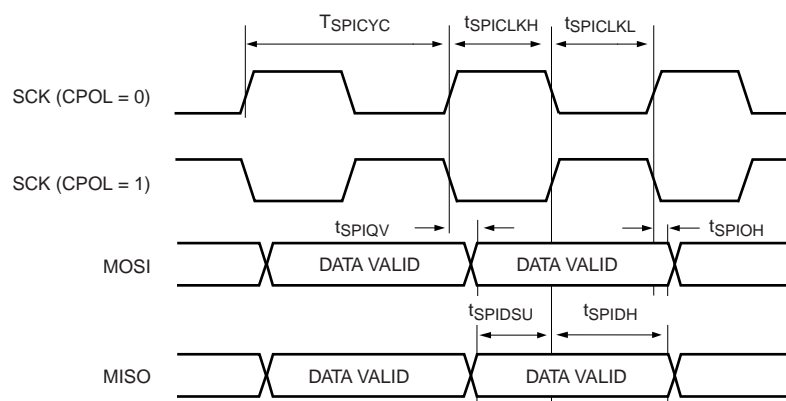 TSPICYC tSPICLKH tSPICLKL
SCK (CPOL = 0)
SCK (CPOL = 1)
tSPIQV tSPIOH
MOSI DATA VALID DATA VALID
tSPIDSU tSPIDH
MISO DATA VALID DATA VALID